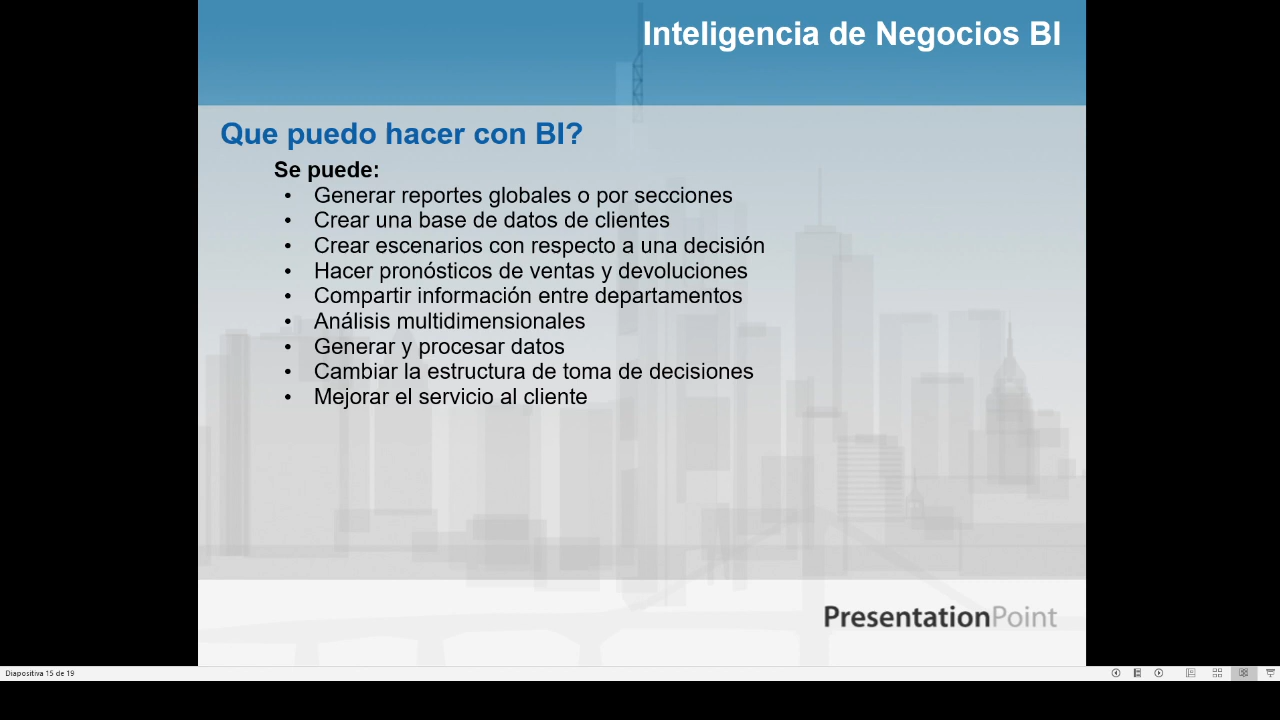 Inteligencia de Negocios BI
Que puedo hacer con BI?
Se puede:
• Generar reportes globales o por secciones
• Crear una base de datos de clientes
• Crear escenarios con respecto a una decisión
• Hacer pronósticos de ventas y devoluciones
• Compartir información entre departamentos
• Análisis multidimensionales
• Generar y procesar datos
• Cambiar la estructura de toma de decisiones
• Mejorar el servicio al cliente
PresentationPoint
Diapositiva 15 de 19